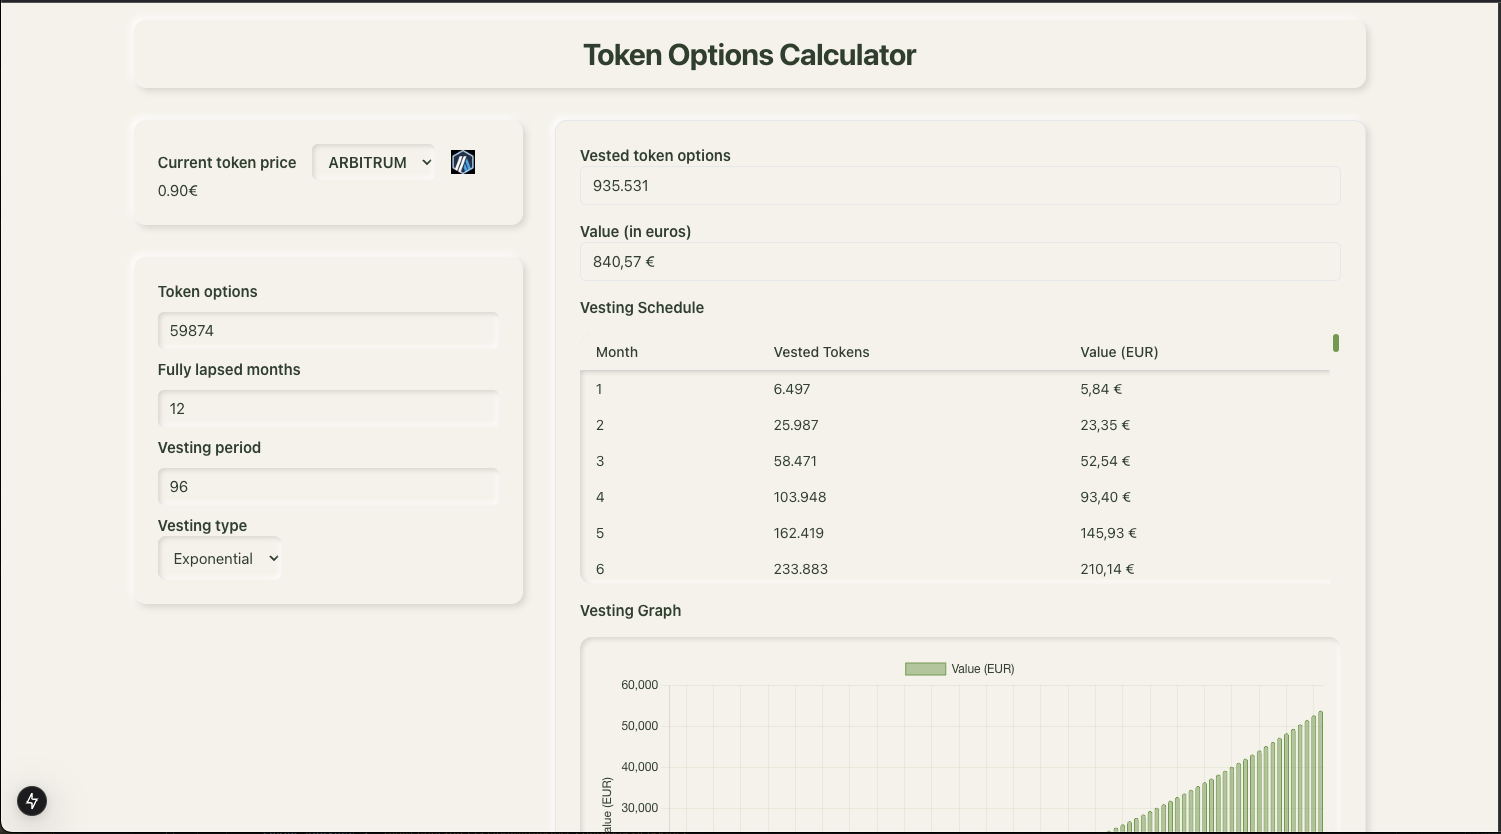 Token Options Calculator
Current token price
ARBITRUM
0.90€
Token options
59874
Fully lapsed months
12
Vesting period
96
Vesting type
Exponential
Vested token options
935.531
Value (in euros)
840,57 €
Vesting Schedule
Month Vested Tokens Value (EUR)
1 6.497 5,84 €
2 25.987 23,35 €
3 58.471 52,54 €
4 103.948 93,40 €
5 162.419 145,93 €
6 233.883 210,14 €
Vesting Graph
Value (EUR)
60,000
50,000
40,000
30,000
(EUR)